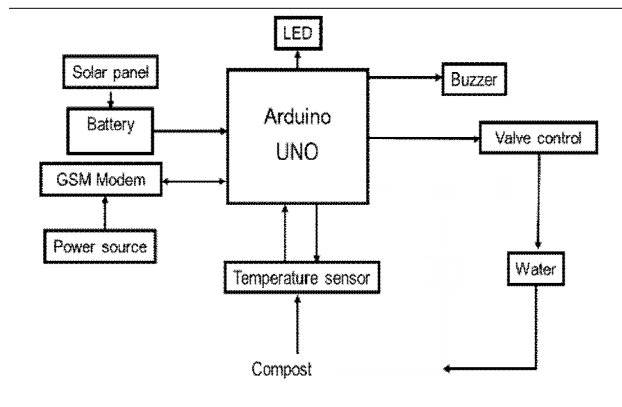 LED
Solar panel
Buzzer
Battery
Arduino
UNO
Valve control
GSM Modem
Power source
Water
Temperature sensor
Compost